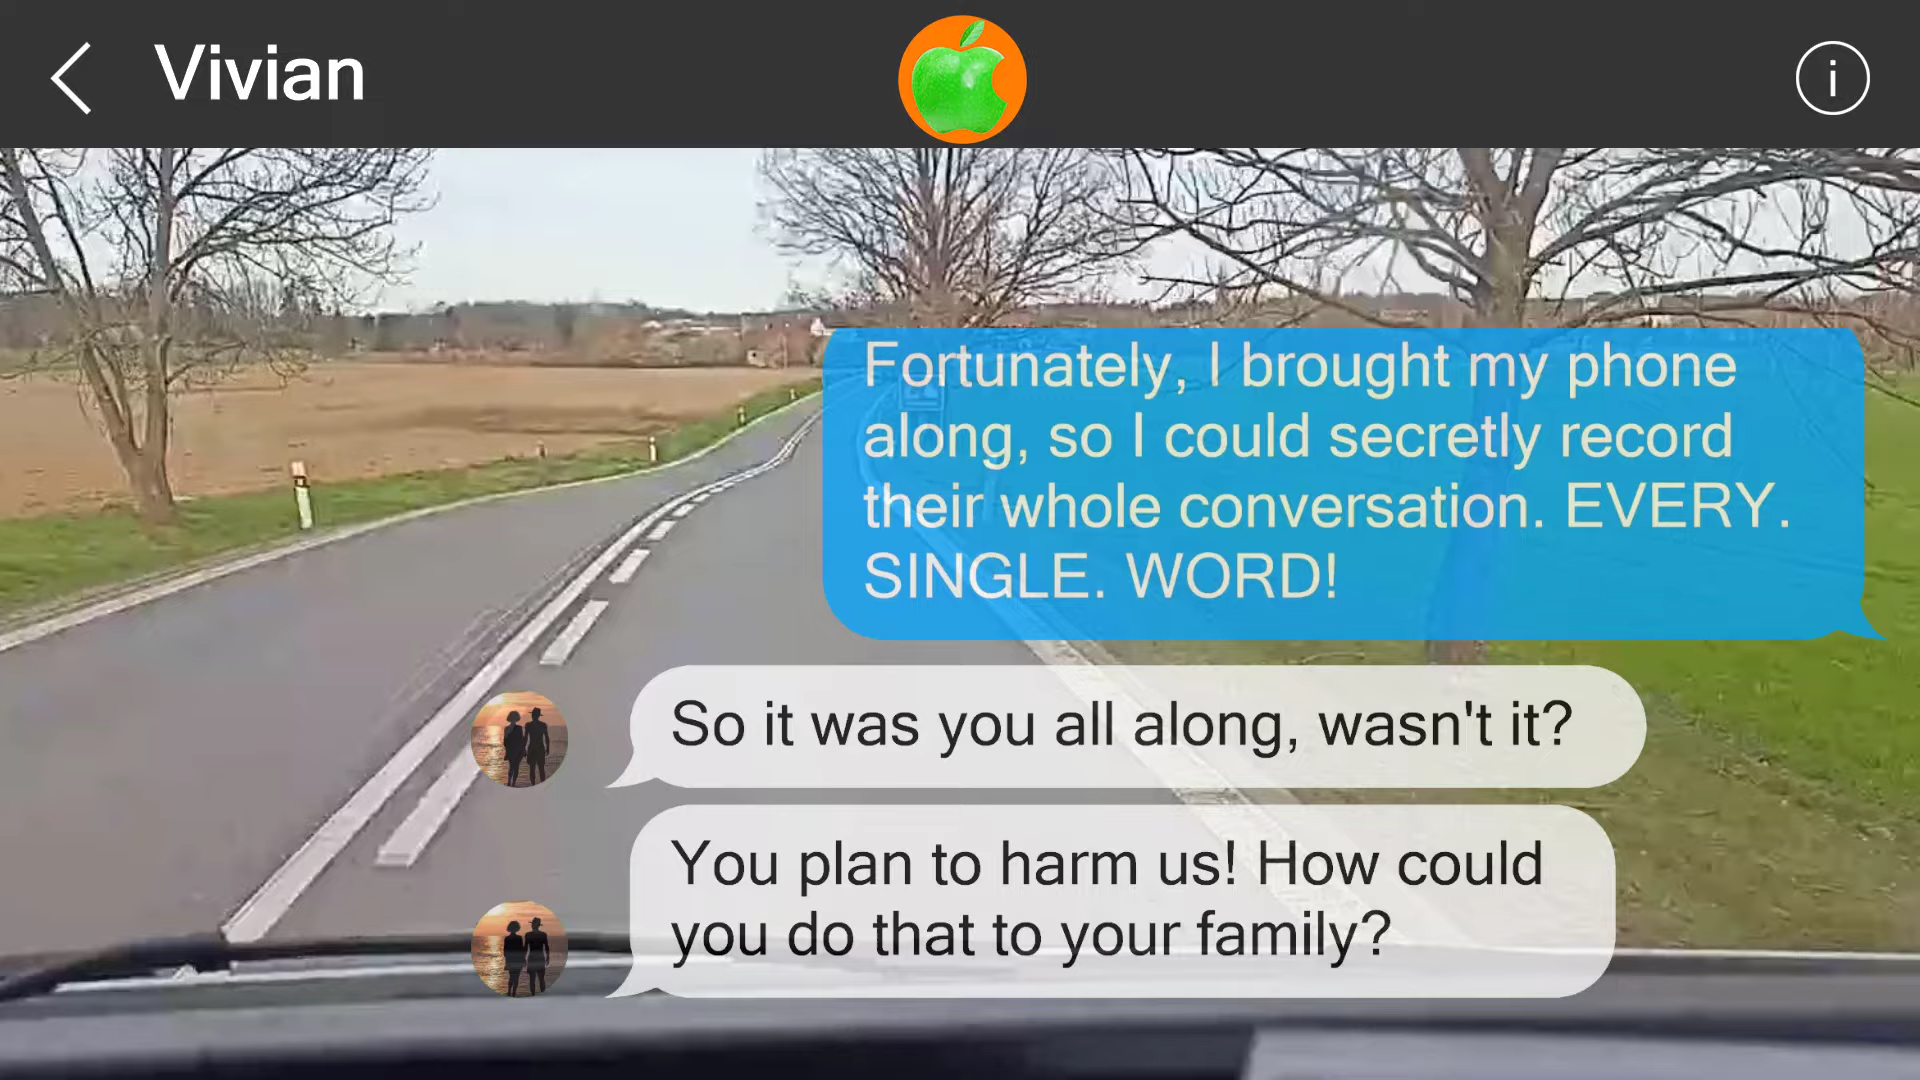 Vivian
i
Fortunately, I brought my phone
along, so I could secretly record
their whole conversation. EVERY.
SINGLE. WORD!
So it was you all along, wasn't it?
You plan to harm us! How could
you do that to your family?